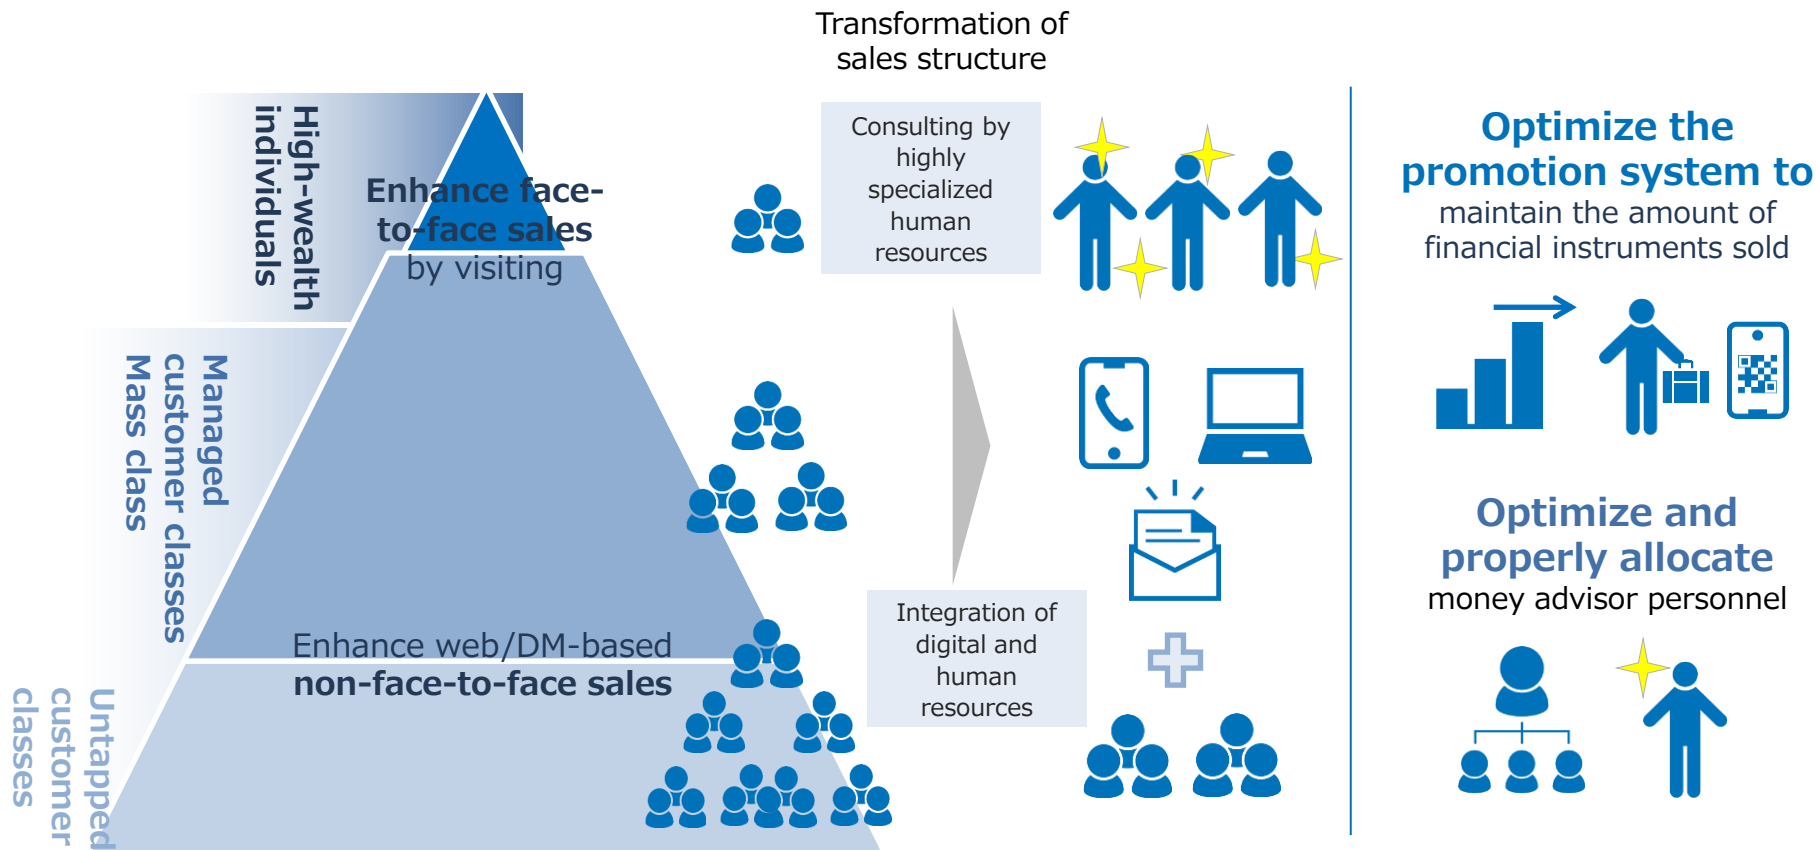 Transformation of
sales structure
High-wealth
individuals
Enhance face-
to-face sales
by visiting
Managed
customer classes
Mass class
Enhance web/DM-based
non-face-to-face sales
Untapped
customer
classes
Consulting by
highly
specialized
human
resources
Integration of
digital and
human
resources
Optimize the
promotion system to
maintain the amount of
financial instruments sold
Optimize and
properly allocate
money advisor personnel